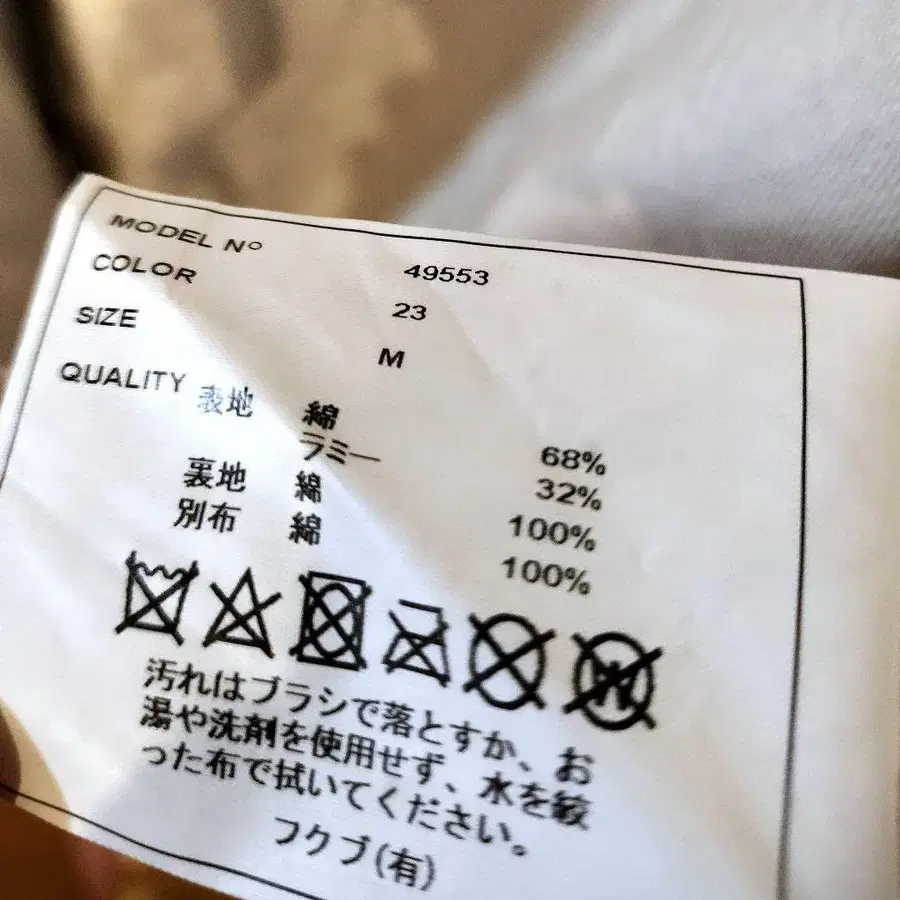 MODEL Nº 49553
COLOR 23
SIZE M
QUALITY 表地 綿 68%
ラミー 32%
裏地 綿 100%
別布 綿 100%
W
汚れはブラシで落とすか、お
湯や洗剤を使用せず、水を絞
った布で拭いてください。
フクブ(有)